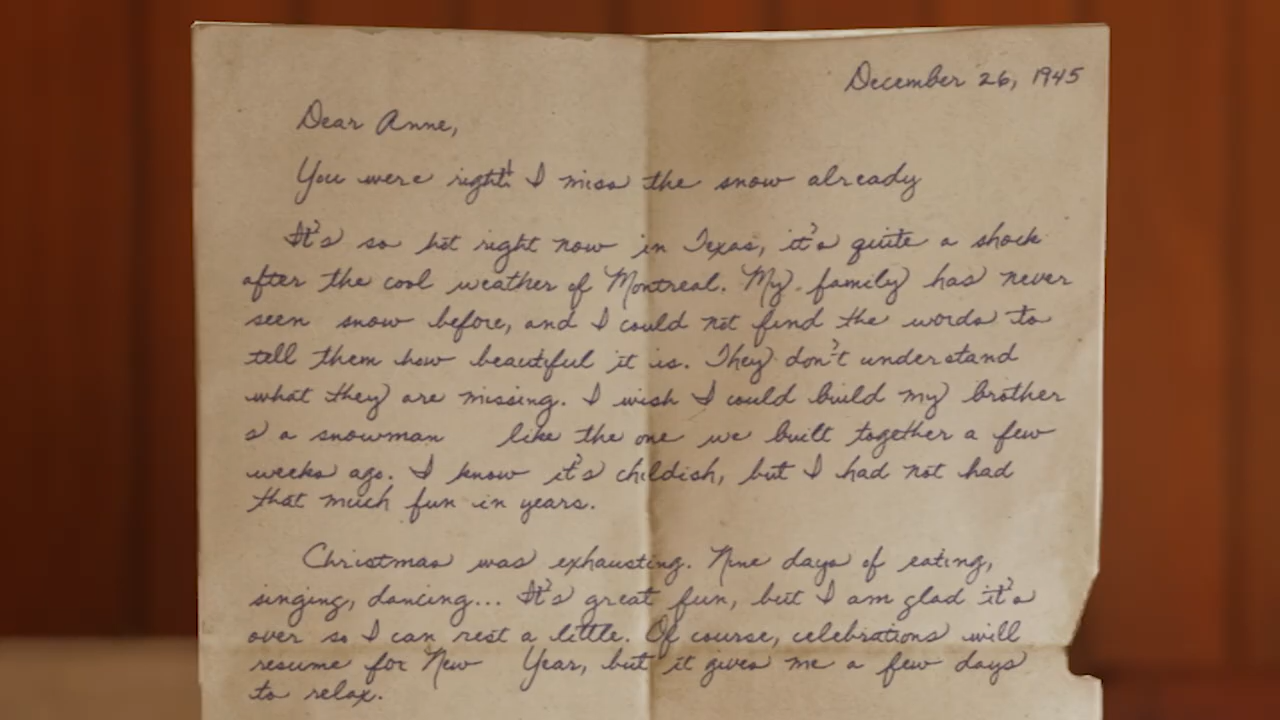 December 26, 1945
Dear Anne,
You were right! I miss the snow already
It's so hot right now in Texas, it's quite a shock
after the cool weather of Montreal. My family has never
seen snow before, and I could not find the words to
tell them how beautiful it is. They don't understand
what they are missing. I wish I could build my brother
s a snowman like the one we built together a few
weeks ago. I know it's childish, but I had not had
that much fun in years.
Christmas was exhausting. Nine days of eating,
singing, dancing... It's great fun, but I am glad it's
over so I can rest a little. Of course, celebrations will
resume for New Year, but it gives me a few days
to relax.